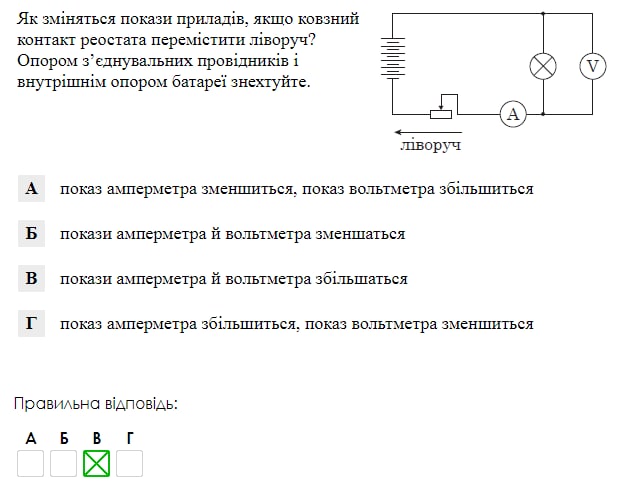 Як зміняться покази приладів, якщо ковзний
контакт реостата перемістити ліворуч?
Опором з’єднувальних провідників і
внутрішнім опором батареї знехтуйте.
V
A
ліворуч
А показ амперметра зменшиться, показ вольтметра збільшиться
Б покази амперметра й вольтметра зменшаться
В покази амперметра й вольтметра збільшаться
Г показ амперметра збільшиться, показ вольтметра зменшиться
Правильна відповідь:
А Б В Г